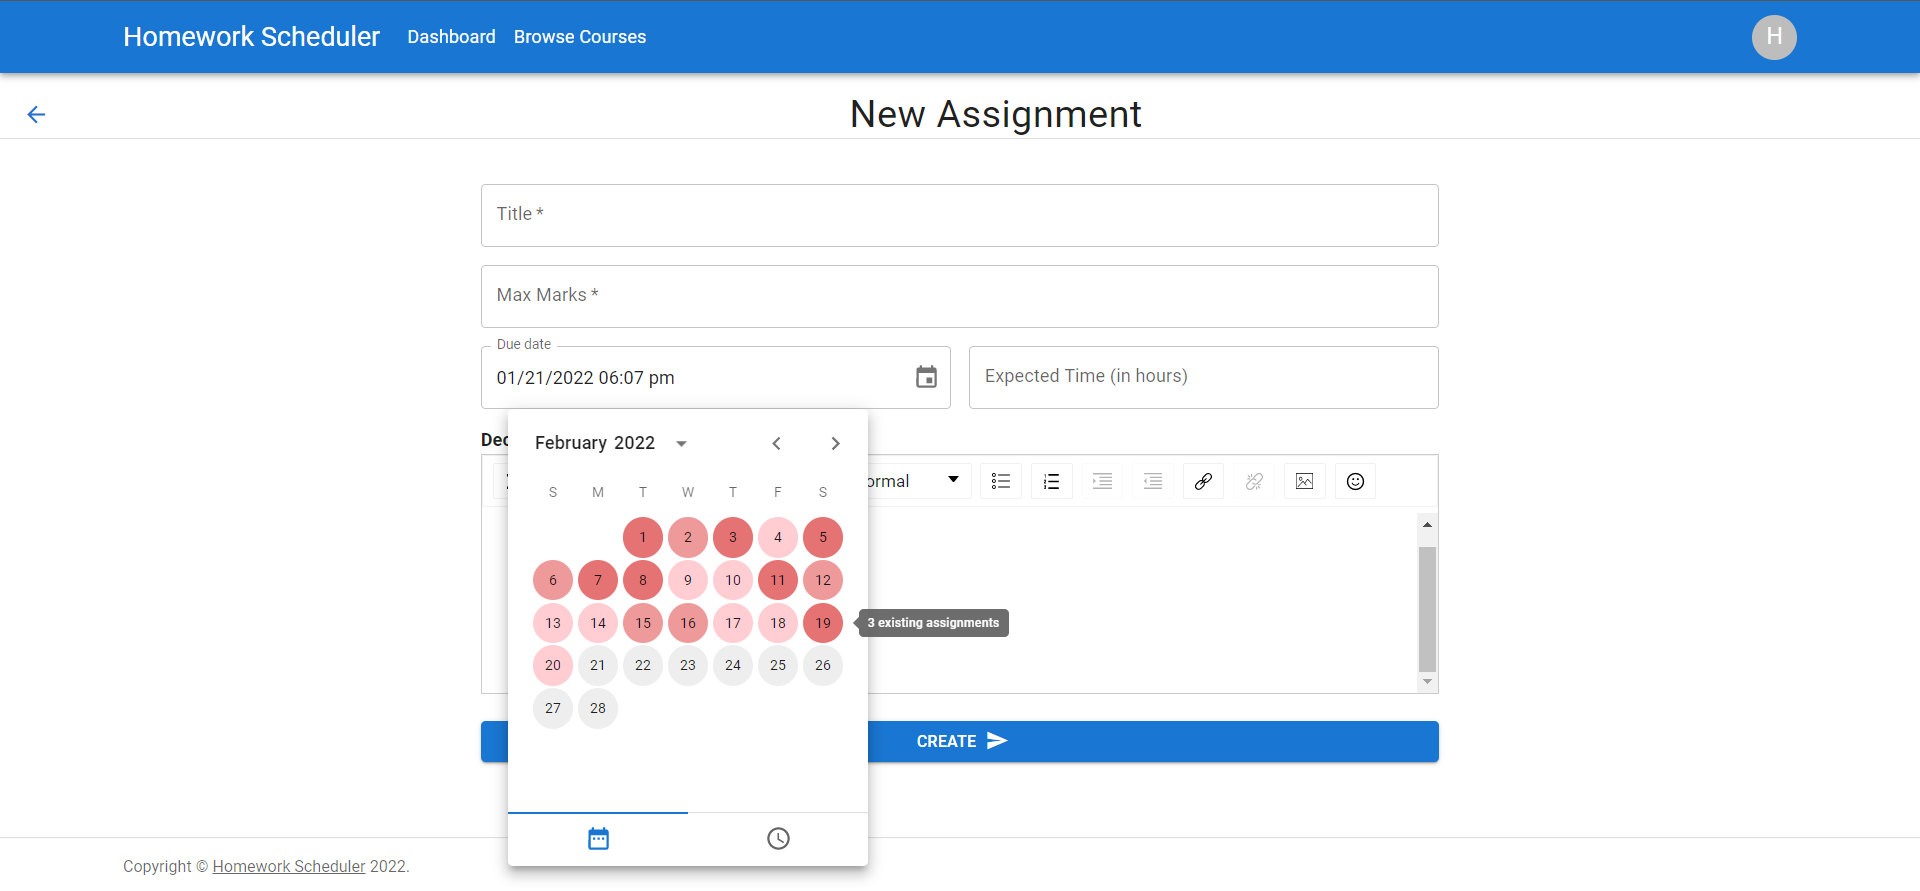 Homework Scheduler Dashboard Browse Courses H
New Assignment
Title *
Max Marks *
Due date
01/21/2022 06:07 pm
Expected Time (in hours)
February 2022
S M T W T F S
1 2 3 4 5
6 7 8 9 10 11 12
13 14 15 16 17 18 19
3 existing assignments
20 21 22 23 24 25 26
27 28
CREATE
Copyright © Homework Scheduler 2022.